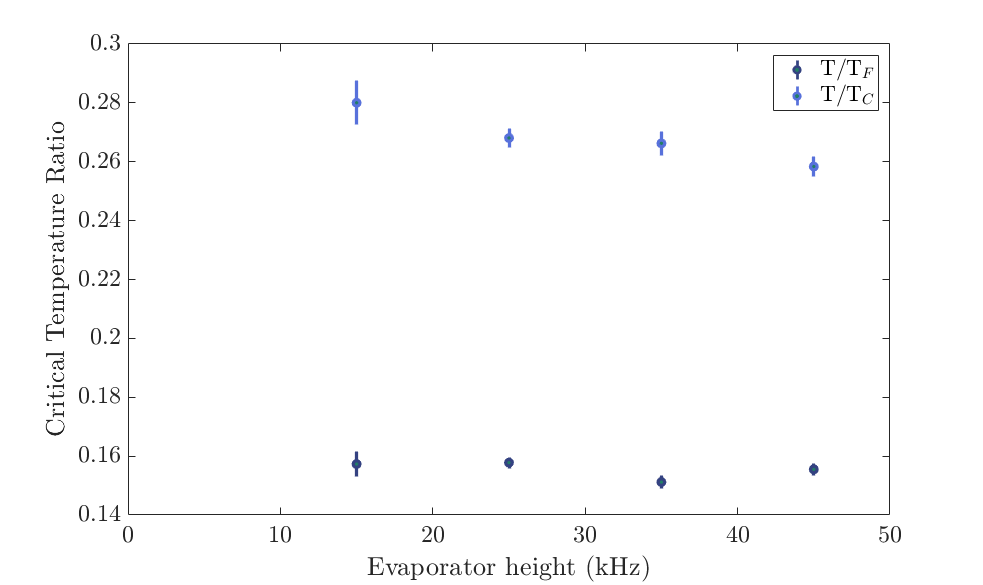 0.3
0.28
0.26
0.24
0.22
0.2
0.18
0.16
0.14
0 10 20 30 40 50
Critical Temperature Ratio
Evaporator height (kHz)
T/T_F
T/T_C